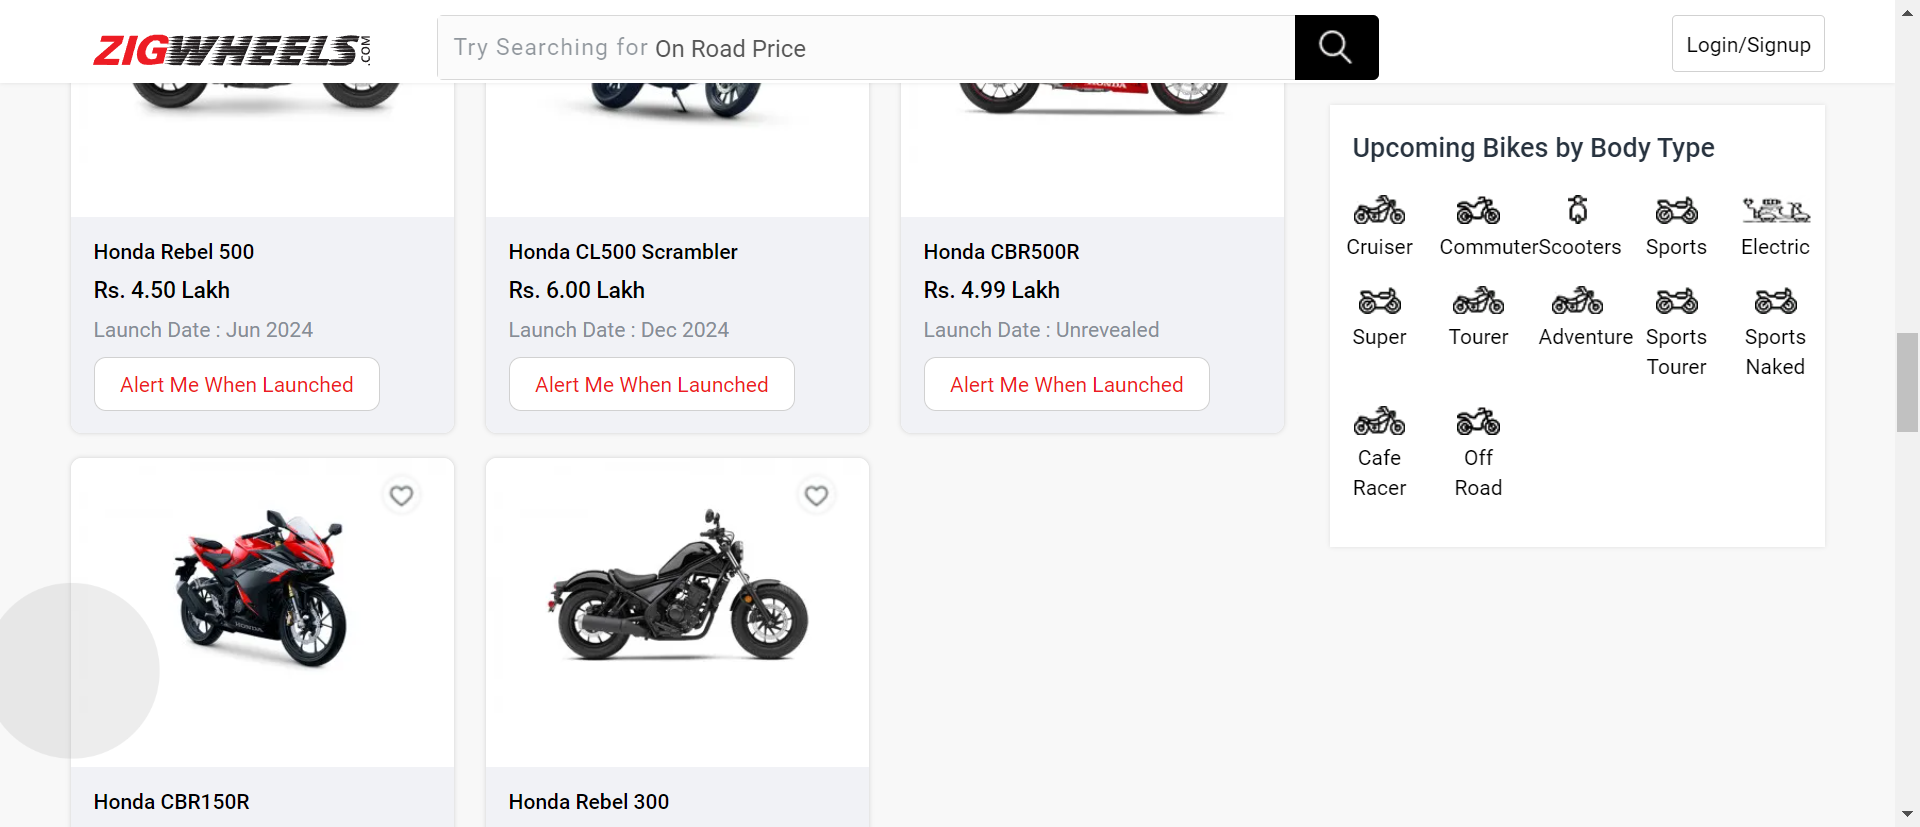 ZIGWHEELS.COM
Try Searching for On Road Price
Login/Signup
HONDA
Honda Rebel 500
Rs. 4.50 Lakh
Launch Date : Jun 2024
Alert Me When Launched
Honda CL500 Scrambler
Rs. 6.00 Lakh
Launch Date : Dec 2024
Alert Me When Launched
Honda CBR500R
Rs. 4.99 Lakh
Launch Date : Unrevealed
Alert Me When Launched
HONDA
Honda CBR150R
Honda Rebel 300
Upcoming Bikes by Body Type
Cruiser
Commuter
Scooters
Sports
Electric
Super
Tourer
Adventure
Sports
Tourer
Sports
Naked
Cafe
Racer
Off
Road